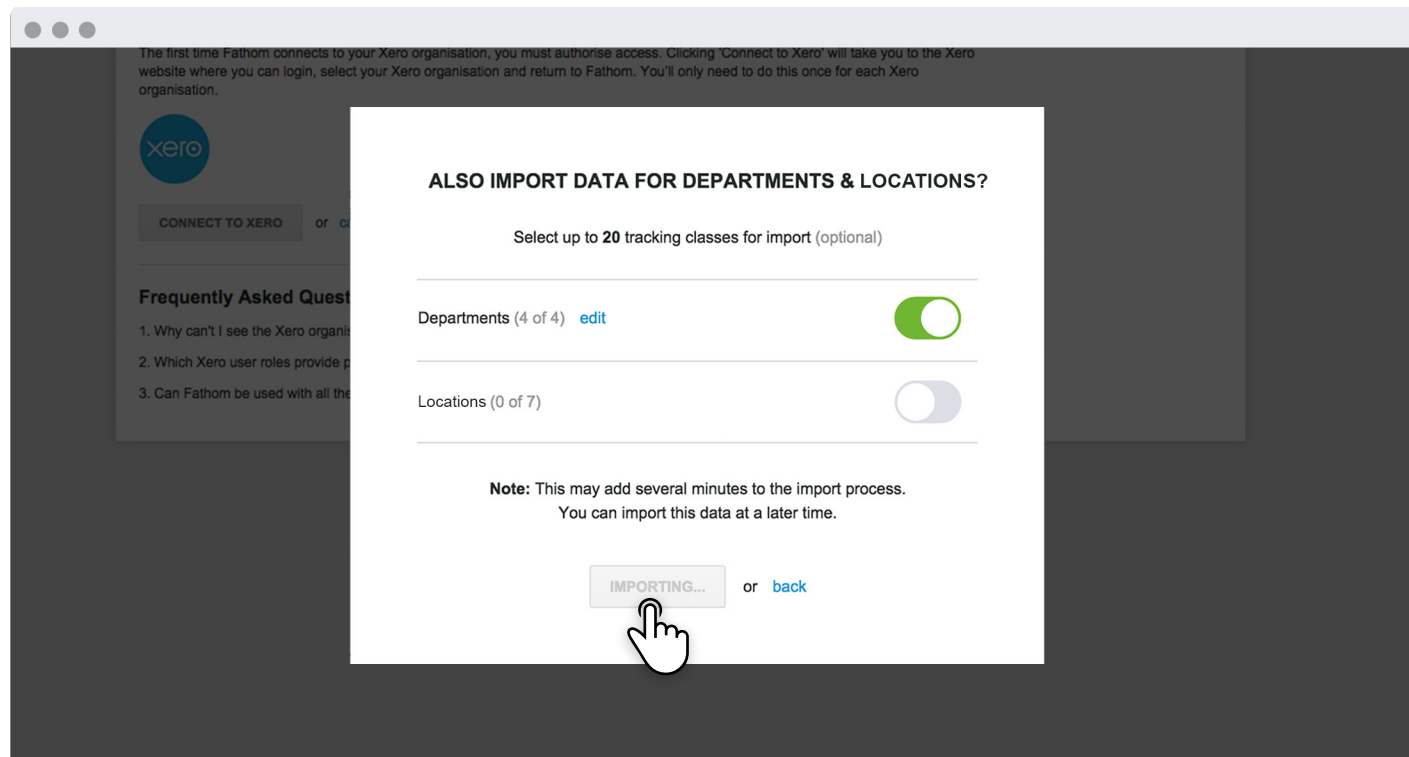 The first time Fathom connects to your Xero organisation, you must authorise access. Clicking 'Connect to Xero' will take you to the Xero
website where you can login, select your Xero organisation and return to Fathom. You'll only need to do this once for each Xero
organisation.
xero
CONNECT TO XERO or
Frequently Asked
1. Why can't I see the Xero
2. Which Xero user roles provide
3. Can Fathom be used with all
ALSO IMPORT DATA FOR DEPARTMENTS & LOCATIONS?
Select up to 20 tracking classes for import (optional)
Departments (4 of 4) edit
Locations (0 of 7)
Note: This may add several minutes to the import process.
You can import this data at a later time.
IMPORTING... or back